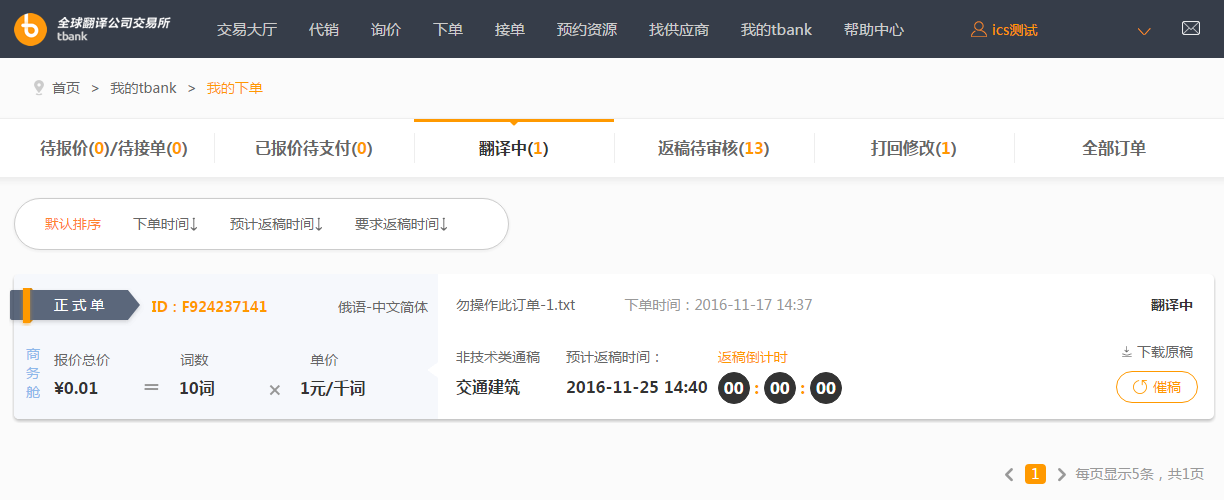 全球翻译公司交易所
tbank
交易大厅 代销 询价 下单 接单 预约资源 找供应商 我的tbank 帮助中心 ics测试
首页 > 我的tbank > 我的下单
待报价(0)/待接单(0) 已报价待支付(0) 翻译中(1) 返稿待审核(13) 打回修改(1) 全部订单
默认排序 下单时间↓ 预计返稿时间↓ 要求返稿时间↓
正式单 ID：F924237141 俄语-中文简体 勿操作此订单-1.txt 下单时间：2016-11-17 14:37 翻译中
商务舱 报价总价 词数 单价 非技术类通稿 预计返稿时间： 返稿倒计时 下载原稿
¥0.01 = 10词 × 1元/千词 交通建筑 2016-11-25 14:40 00:00:00 催稿
< 1 > 每页显示5条，共1页